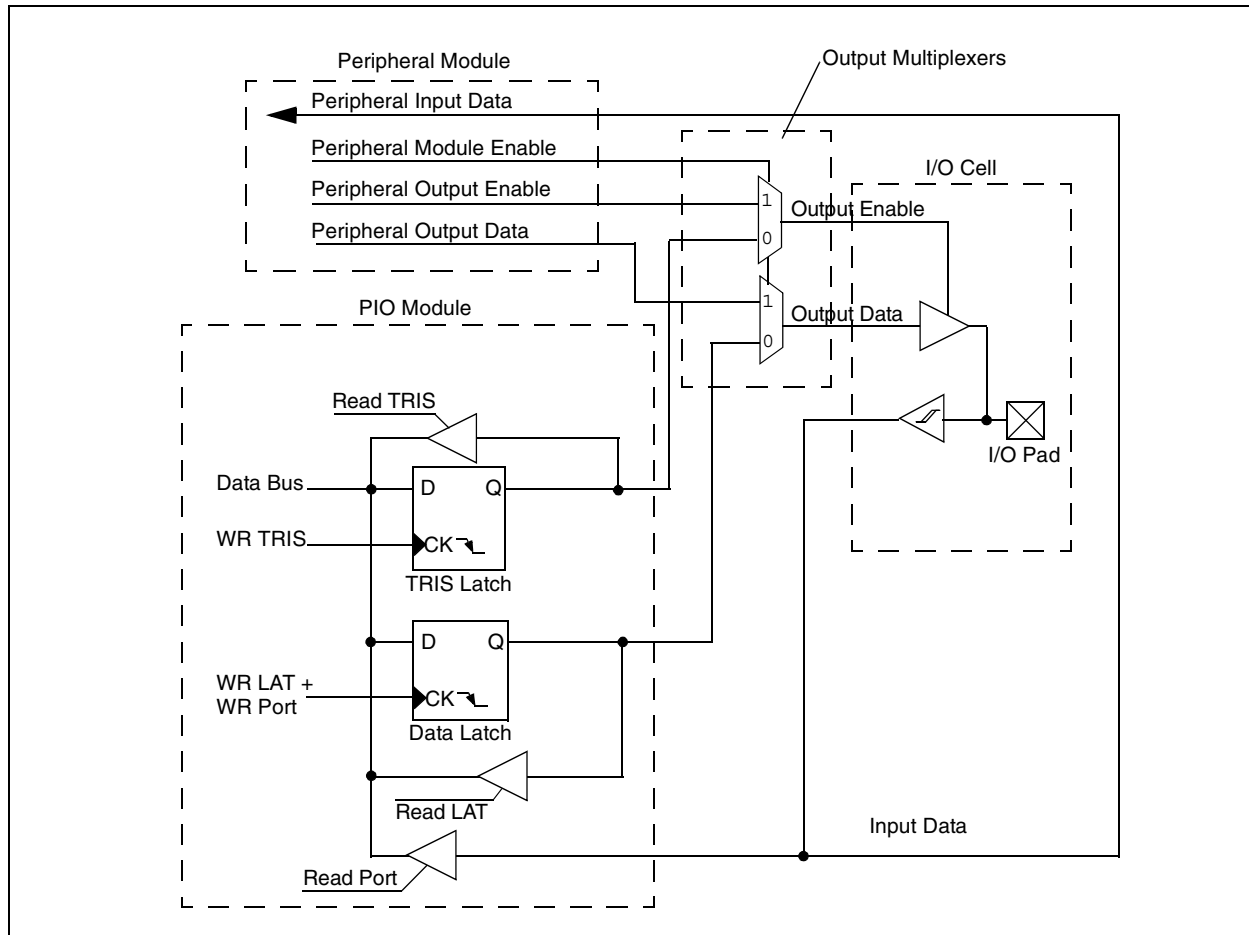 Peripheral Module
Output Multiplexers
Peripheral Input Data
Peripheral Module Enable
I/O Cell
Peripheral Output Enable
1
Output Enable
Peripheral Output Data
0
PIO Module
1
Output Data
0
Read TRIS
I/O Pad
Data Bus
D
Q
WR TRIS
CK
TRIS Latch
D
Q
WR LAT +
WR Port
CK
Data Latch
Read LAT
Input Data
Read Port